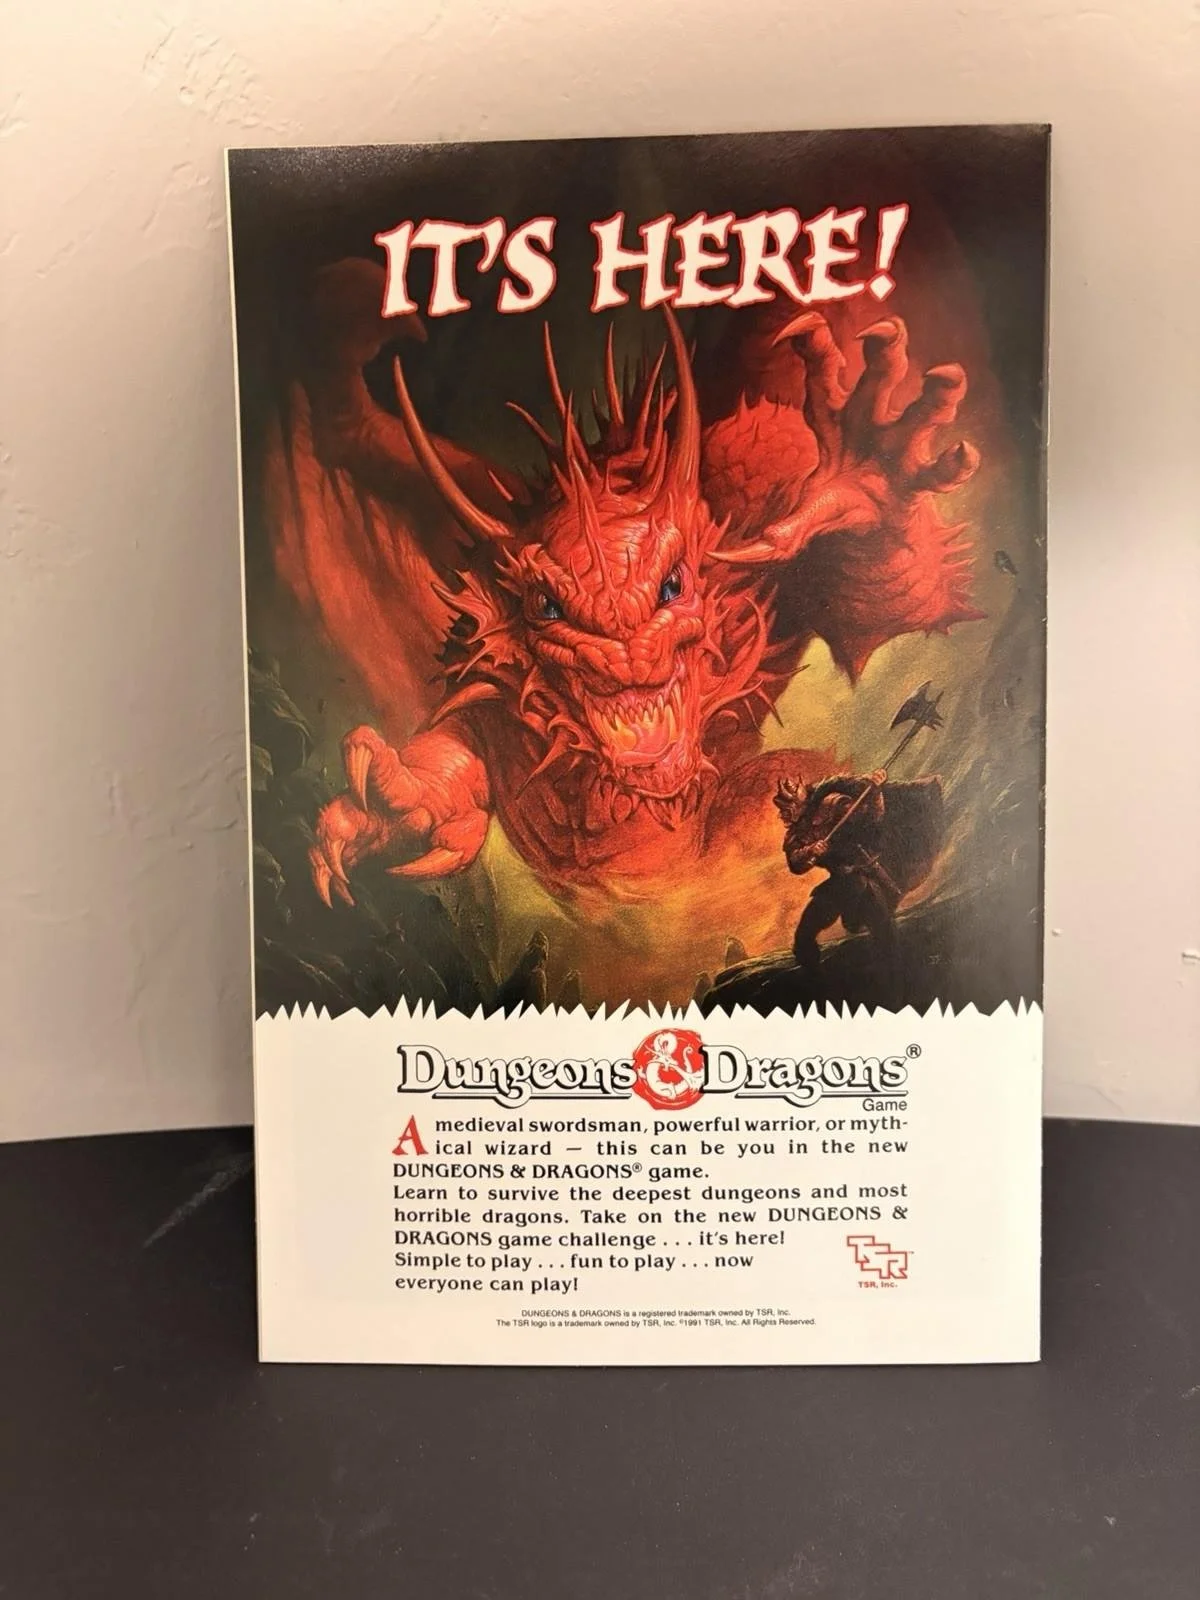 IT'S HERE!
Dungeons & Dragons®
Game
A medieval swordsman, powerful warrior, or myth-
ical wizard — this can be you in the new
DUNGEONS & DRAGONS® game.
Learn to survive the deepest dungeons and most
horrible dragons. Take on the new DUNGEONS &
DRAGONS game challenge . . . it's here!
Simple to play . . . fun to play . . . now
everyone can play!
TSR™
TSR, Inc.
DUNGEONS & DRAGONS is a registered trademark owned by TSR, Inc.
The TSR logo is a trademark owned by TSR, Inc. ©1991 TSR, Inc. All Rights Reserved.